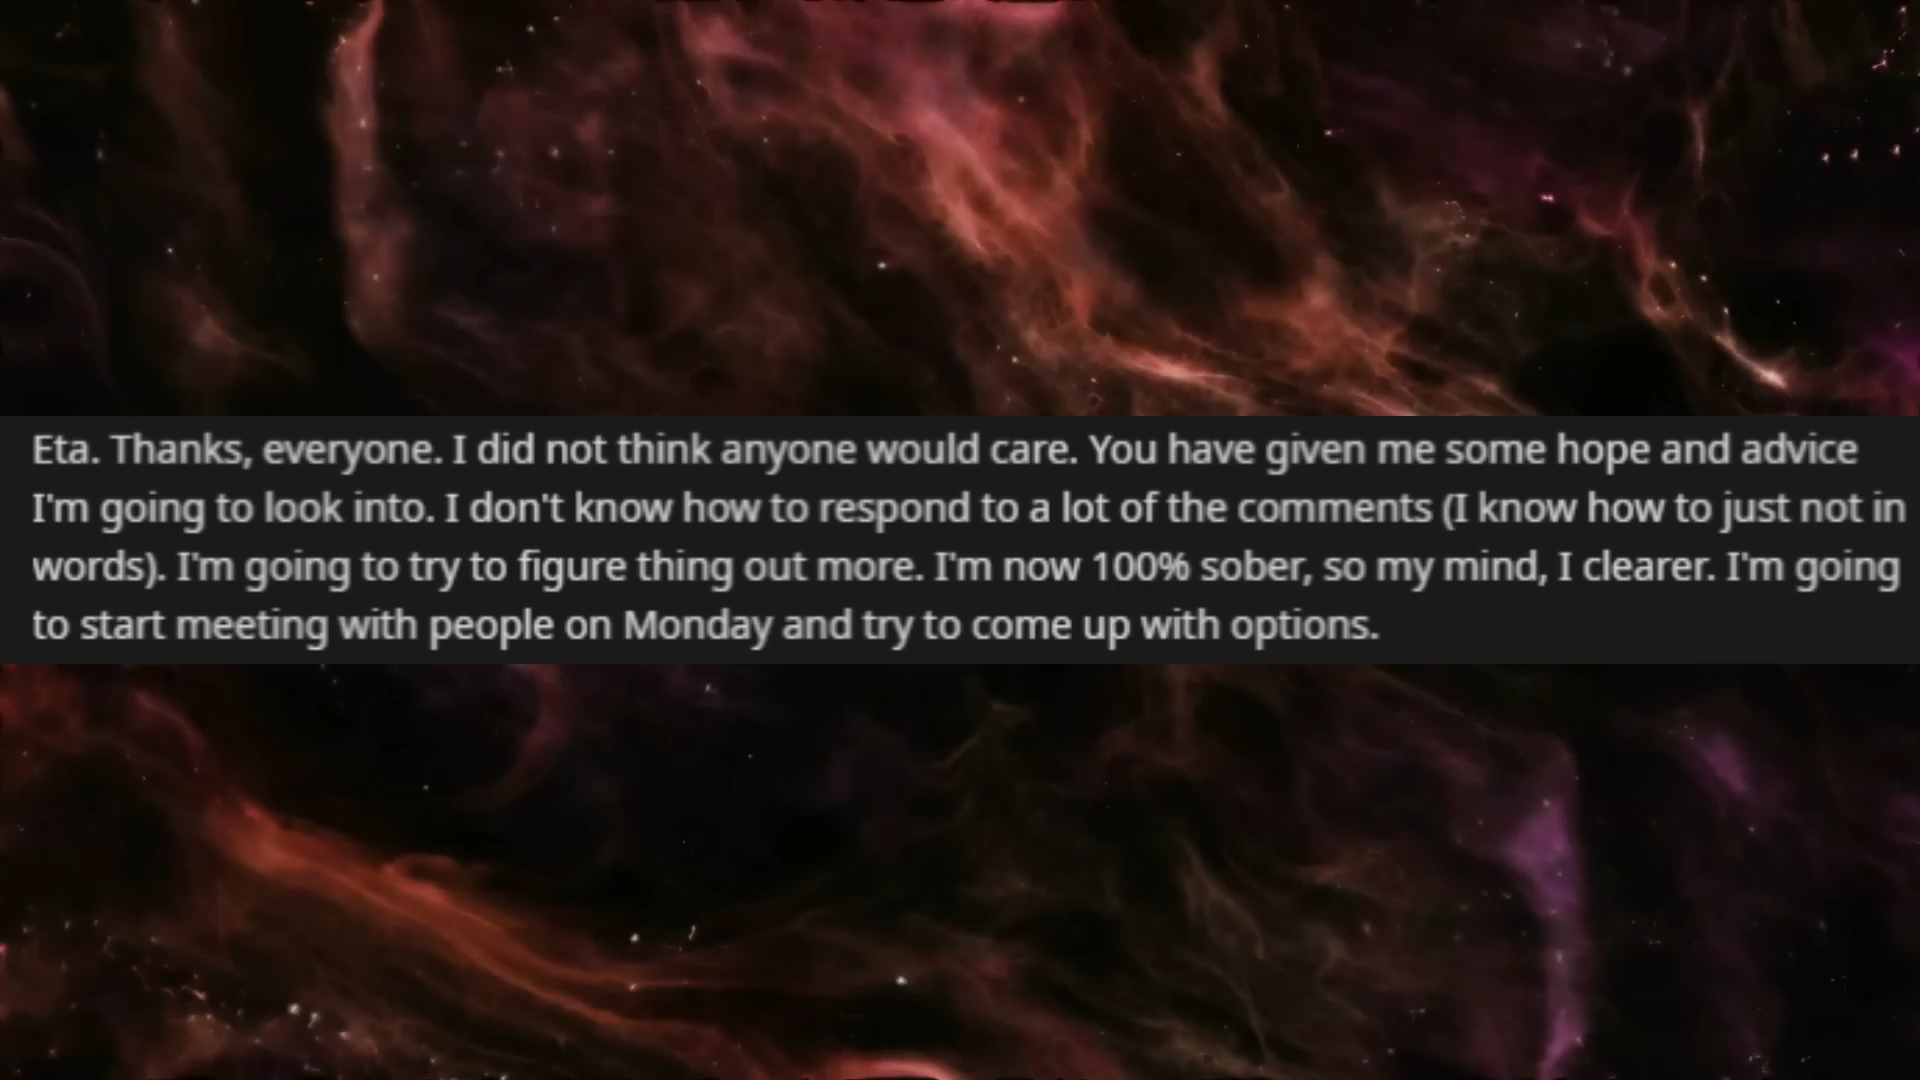 Eta. Thanks, everyone. I did not think anyone would care. You have given me some hope and advice
I'm going to look into. I don't know how to respond to a lot of the comments (I know how to just not in
words). I'm going to try to figure thing out more. I'm now 100% sober, so my mind, I clearer. I'm going
to start meeting with people on Monday and try to come up with options.